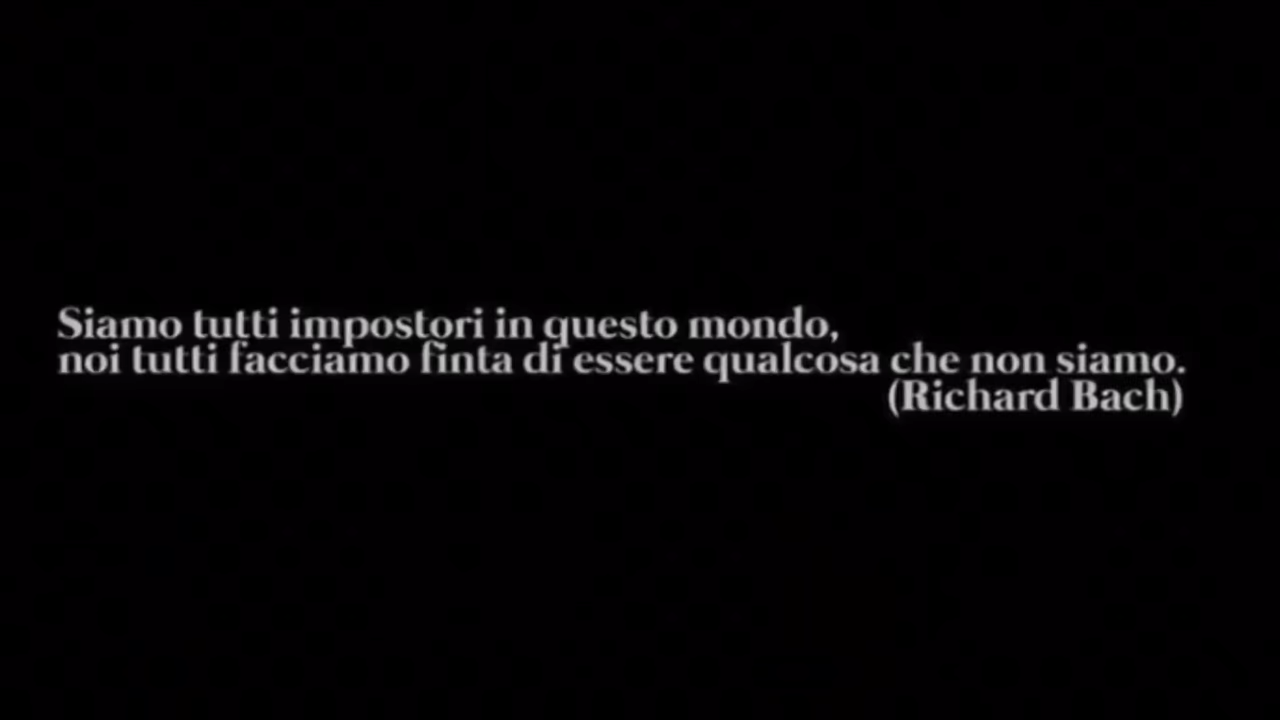 Siamo tutti impostori in questo mondo,
noi tutti facciamo finta di essere qualcosa che non siamo.
(Richard Bach)